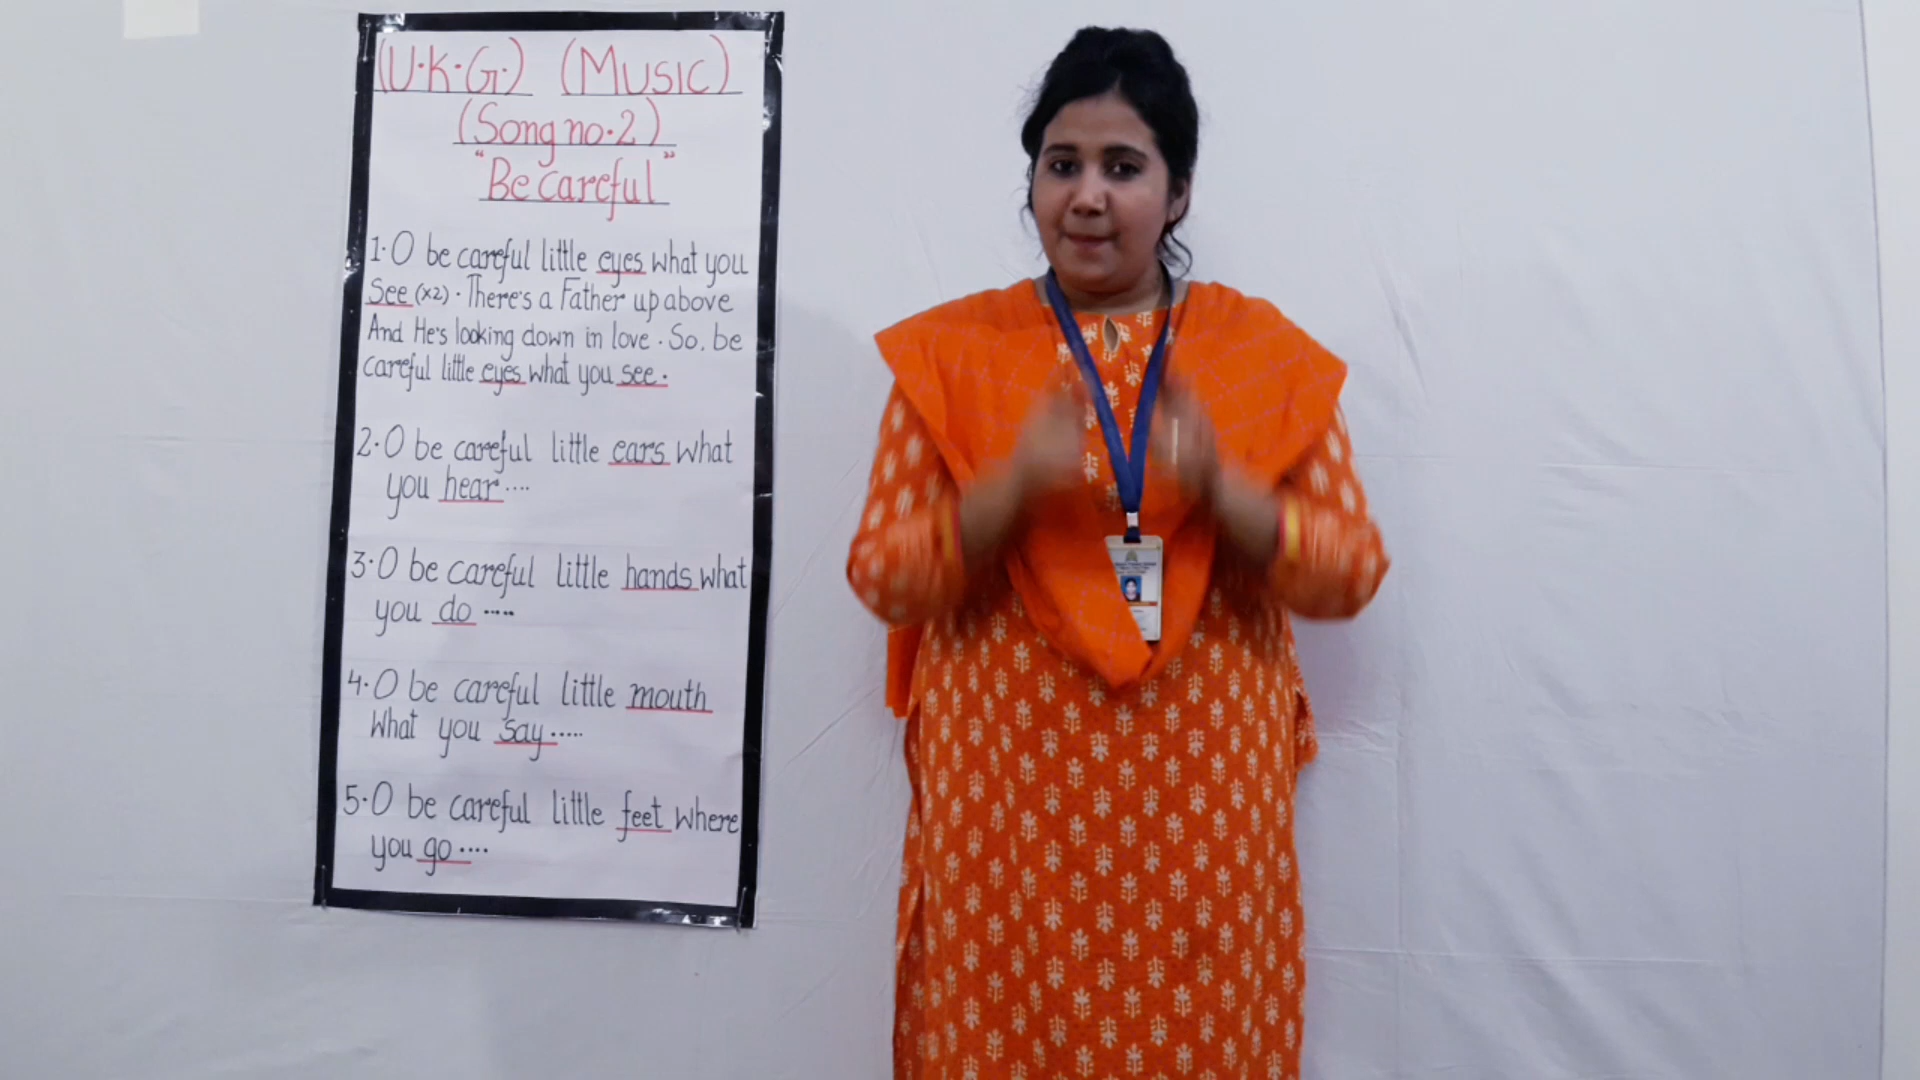 (U.K.G.) (MUSIC)
(Song no.2)
"Be careful"
1. O be careful little eyes what you
see (x2). There's a Father up above
And He's looking down in love. So. be
careful little eyes what you see.
2. O be careful little ears what
you hear....
3. O be careful little hands what
you do .....
4. O be careful little mouth
what you say .....
5. O be careful little feet where
you go ....